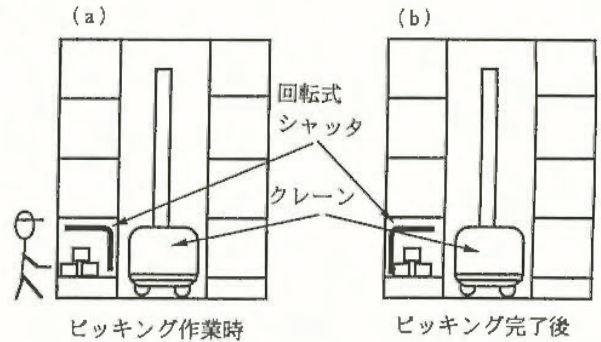 (a)
(b)
回転式
シャッタ
クレーン
ピッキング作業時
ピッキング完了後